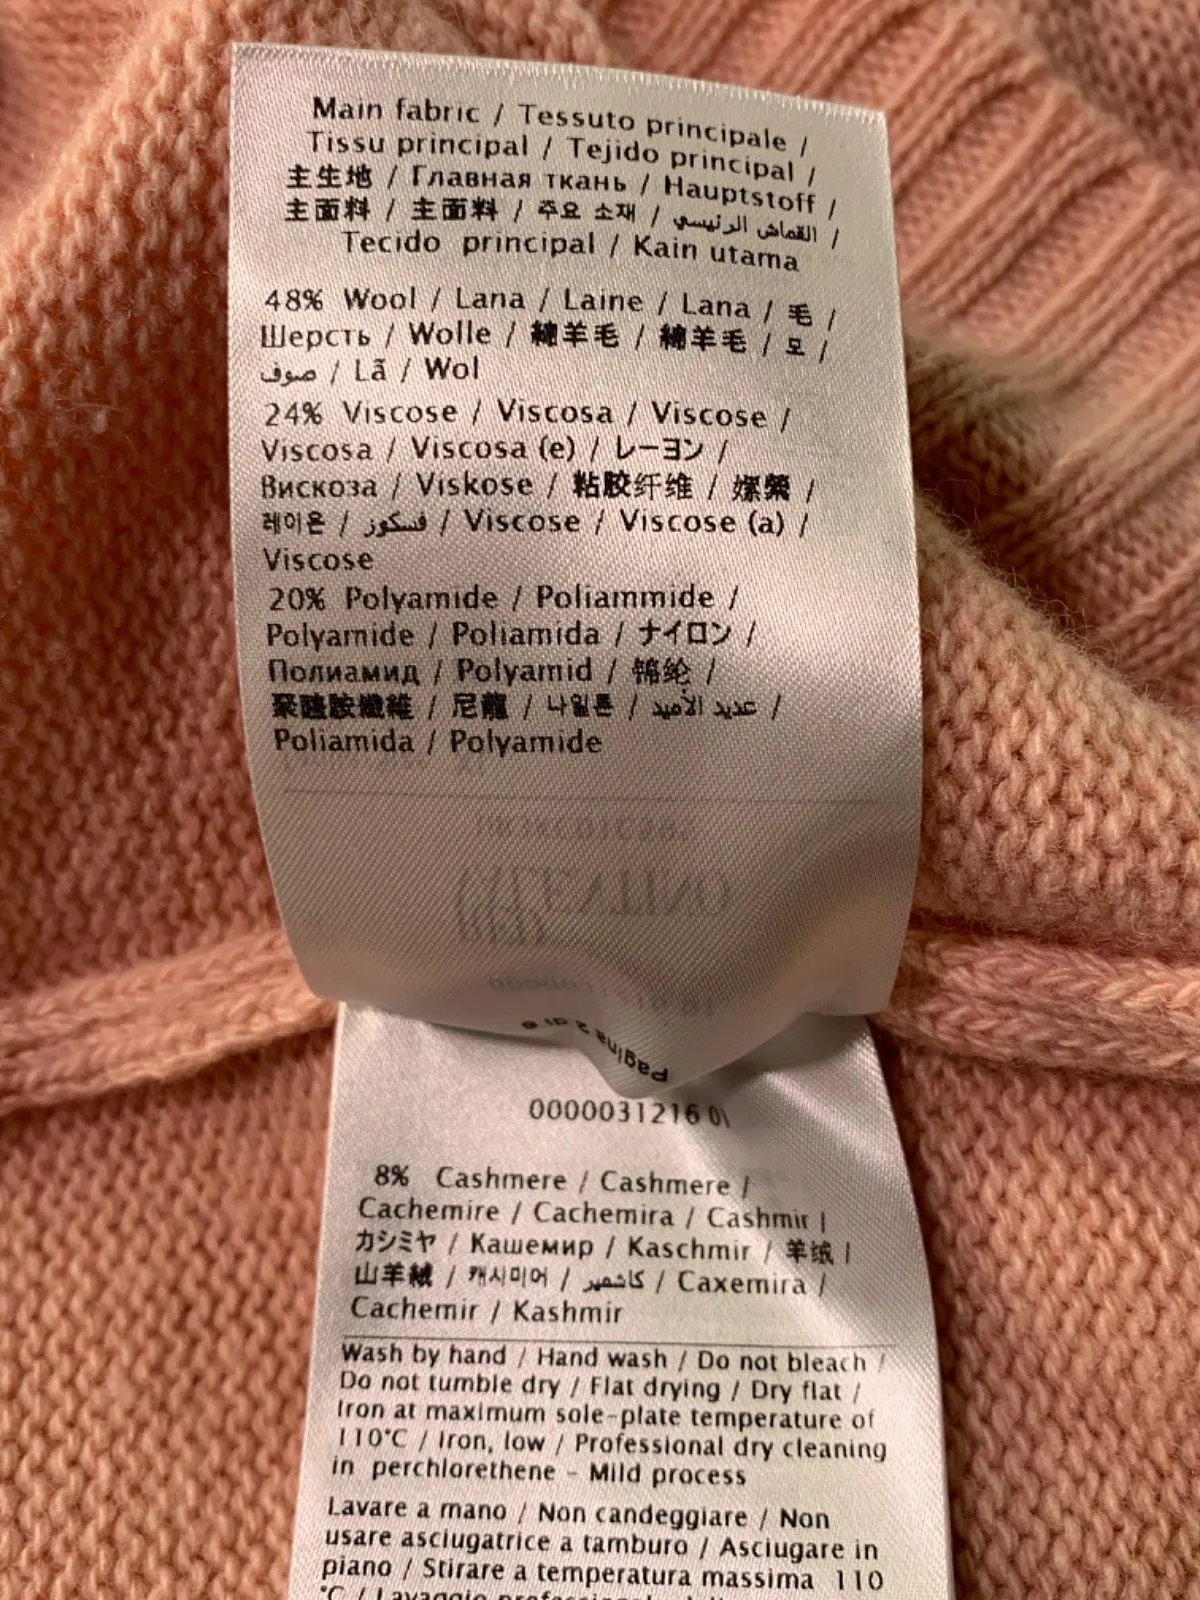 Main fabric / Tessuto principale /
Tissu principal / Tejido principal /
主生地 / Главная ткань / Hauptstoff /
主面料 / 主面料 / 주요 소재 / القماش الرئيسي /
Tecido principal / Kain utama
48% Wool / Lana / Laine / Lana / 毛 /
Шерсть / Wolle / 綿羊毛 / 綿羊毛 / 모 /
صوف / Lã / Wol
24% Viscose / Viscosa / Viscose /
Viscosa / Viscosa (e) / レーヨン /
Вискоза / Viskose / 粘胶纤维 / 嫘縈 /
레이온 / فسكوز / Viscose / Viscose (a) /
Viscose
20% Polyamide / Poliammide /
Polyamide / Poliamida / ナイロン /
Полиамид / Polyamid / 锦纶 /
聚醯胺纖維 / 尼龍 / 나일론 / عديد الأميد /
Poliamida / Polyamide
Pagina 2 di 6
0000031216 01
8% Cashmere / Cashmere /
Cachemire / Cachemira / Cashmir /
カシミヤ / Кашемир / Kaschmir / 羊绒 /
山羊絨 / 캐시미어 / كاشمير / Caxemira /
Cachemir / Kashmir
Wash by hand / Hand wash / Do not bleach /
Do not tumble dry / Flat drying / Dry flat /
Iron at maximum sole-plate temperature of
110°C / Iron, low / Professional dry cleaning
in perchlorethene - Mild process
Lavare a mano / Non candeggiare / Non
usare asciugatrice a tamburo / Asciugare in
piano / Stirare a temperatura massima 110
°C / Lavaggio professionale